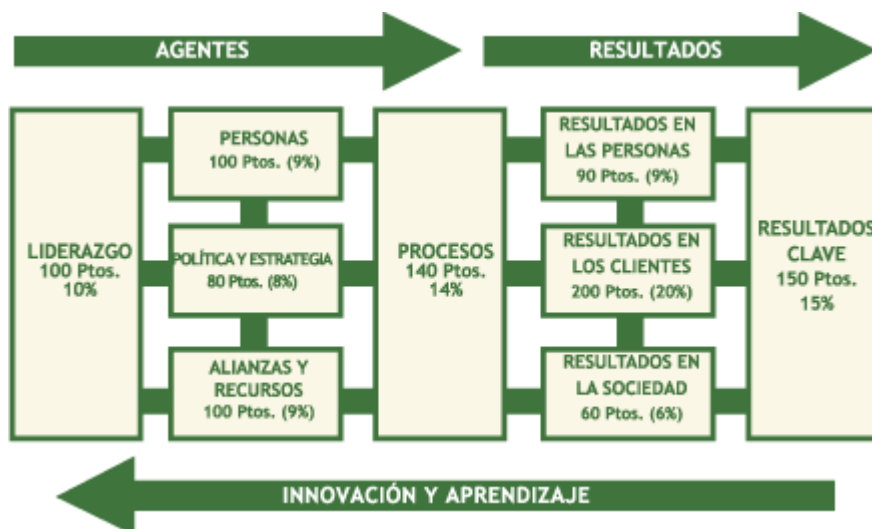 AGENTES
RESULTADOS
LIDERAZGO
100 Ptos.
10%
PERSONAS
100 Ptos. (9%)
POLÍTICA Y ESTRATEGIA
80 Ptos. (8%)
ALIANZAS Y
RECURSOS
100 Ptos. (9%)
PROCESOS
140 Ptos.
14%
RESULTADOS EN
LAS PERSONAS
90 Ptos. (9%)
RESULTADOS EN
LOS CLIENTES
200 Ptos. (20%)
RESULTADOS EN
LA SOCIEDAD
60 Ptos. (6%)
RESULTADOS
CLAVE
150 Ptos.
15%
INNOVACIÓN Y APRENDIZAJE